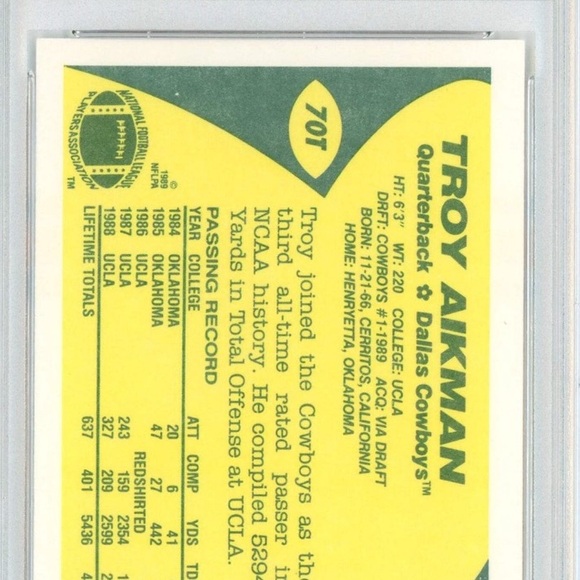 70T
TROY AIKMAN
Quarterback ✪ Dallas Cowboys™
HT: 6'3" WT: 220 COLLEGE: UCLA
DRFT: COWBOYS #1-1989 ACQ: VIA DRAFT
BORN: 11-21-66, CERRITOS, CALIFORNIA
HOME: HENRYETTA, OKLAHOMA
Troy joined the Cowboys as the
third all-time rated passer in
NCAA history. He compiled 5294
Yards in Total Offense at UCLA.
PASSING RECORD
YEAR COLLEGE ATT COMP YDS TD
1984 OKLAHOMA 20 6 41
1985 OKLAHOMA 47 27 442
1986 UCLA REDSHIRTED
1987 UCLA 243 159 2354
1988 UCLA 327 209 2599
LIFETIME TOTALS 637 401 5436
NATIONAL FOOTBALL LEAGUE
PLAYERS ASSOCIATION
™
©
1989
NFLPA